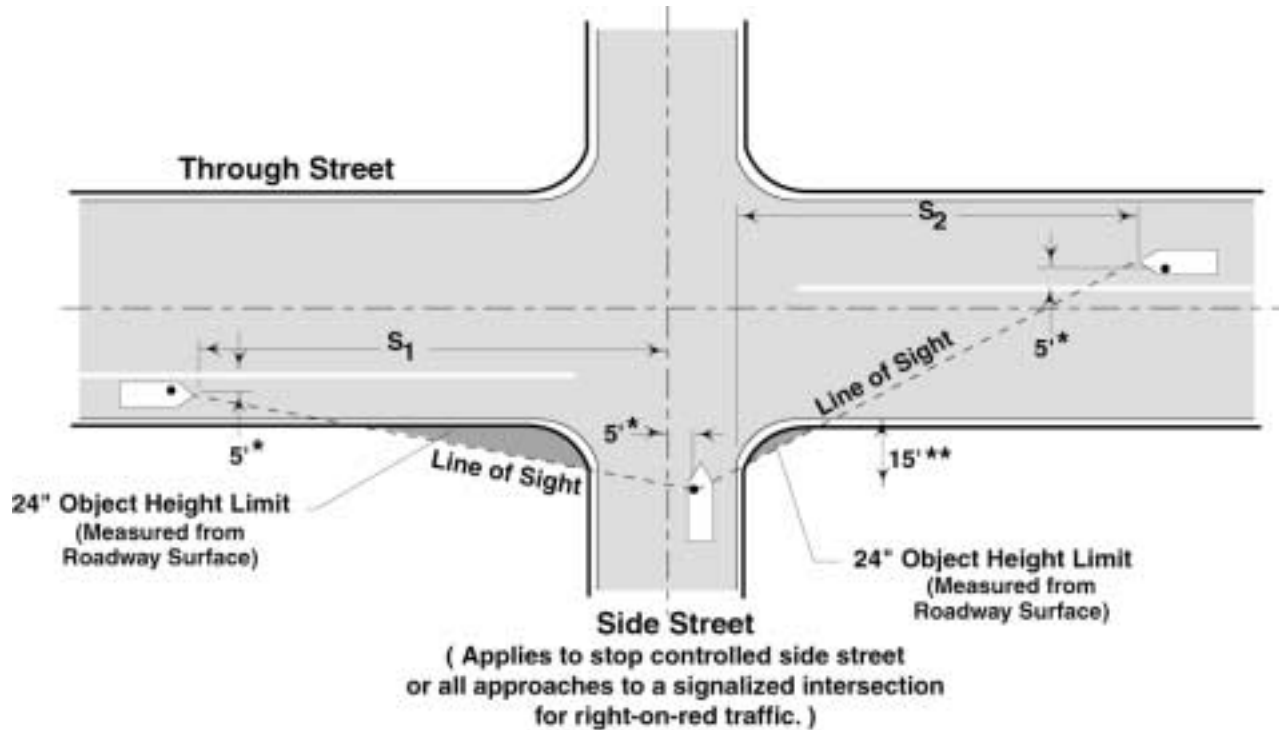 Through Street
S2
S1
5'*
Line of Sight
5'*
5'*
15'**
Line of Sight
24" Object Height Limit
(Measured from
Roadway Surface)
24" Object Height Limit
(Measured from
Roadway Surface)
Side Street
( Applies to stop controlled side street
or all approaches to a signalized intersection
for right-on-red traffic. )